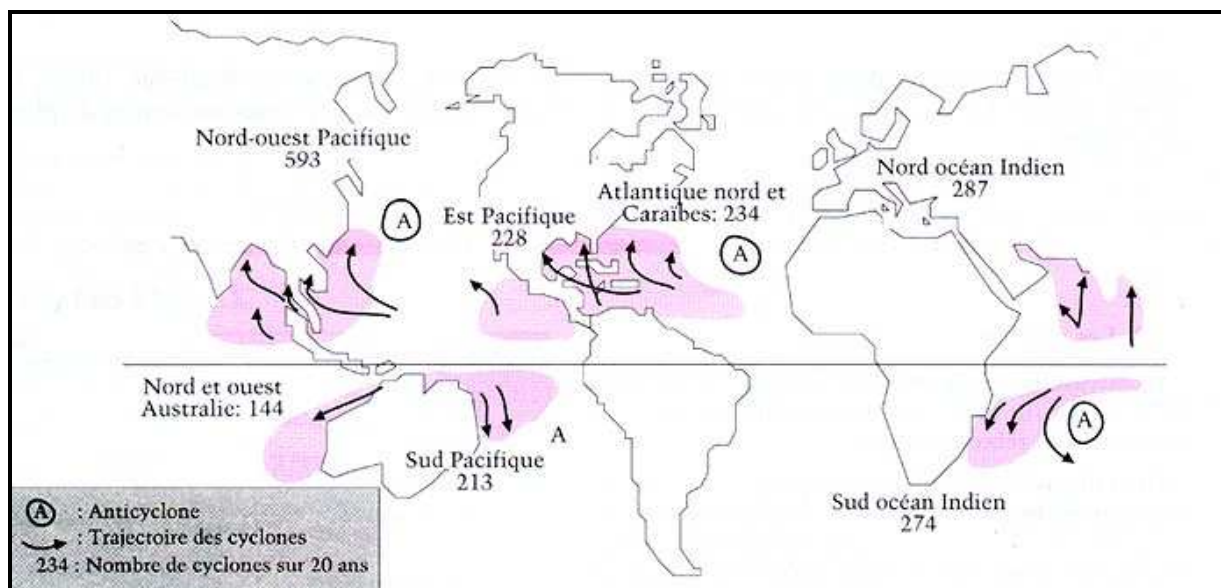 Nord-ouest Pacifique
593
A
Est Pacifique
228
Atlantique nord et
Caraïbes: 234
A
Nord océan Indien
287
Nord et ouest
Australie: 144
Sud Pacifique
213
A
A
Sud océan Indien
274
A : Anticyclone
: Trajectoire des cyclones
234 : Nombre de cyclones sur 20 ans